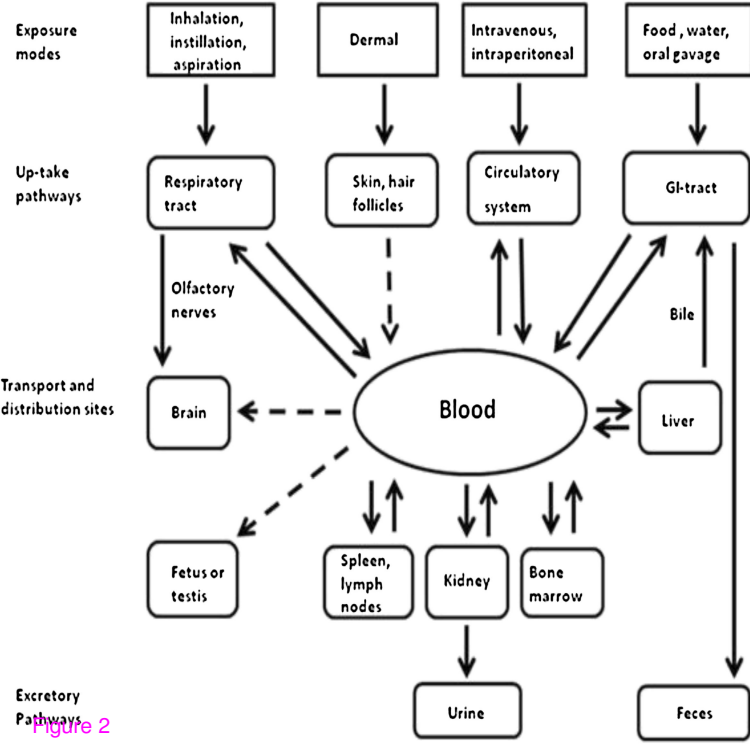 Exposure
modes
Inhalation,
instillation,
aspiration
Dermal
Intravenous,
intraperitoneal
Food , water,
oral gavage
Up-take
pathways
Respiratory
tract
Skin, hair
follicles
Circulatory
system
GI-tract
Olfactory
nerves
Bile
Transport and
distribution sites
Brain
Blood
Liver
Fetus or
testis
Spleen,
lymph
nodes
Kidney
Bone
marrow
Excretory
Pathways
Urine
Feces
Figure 2